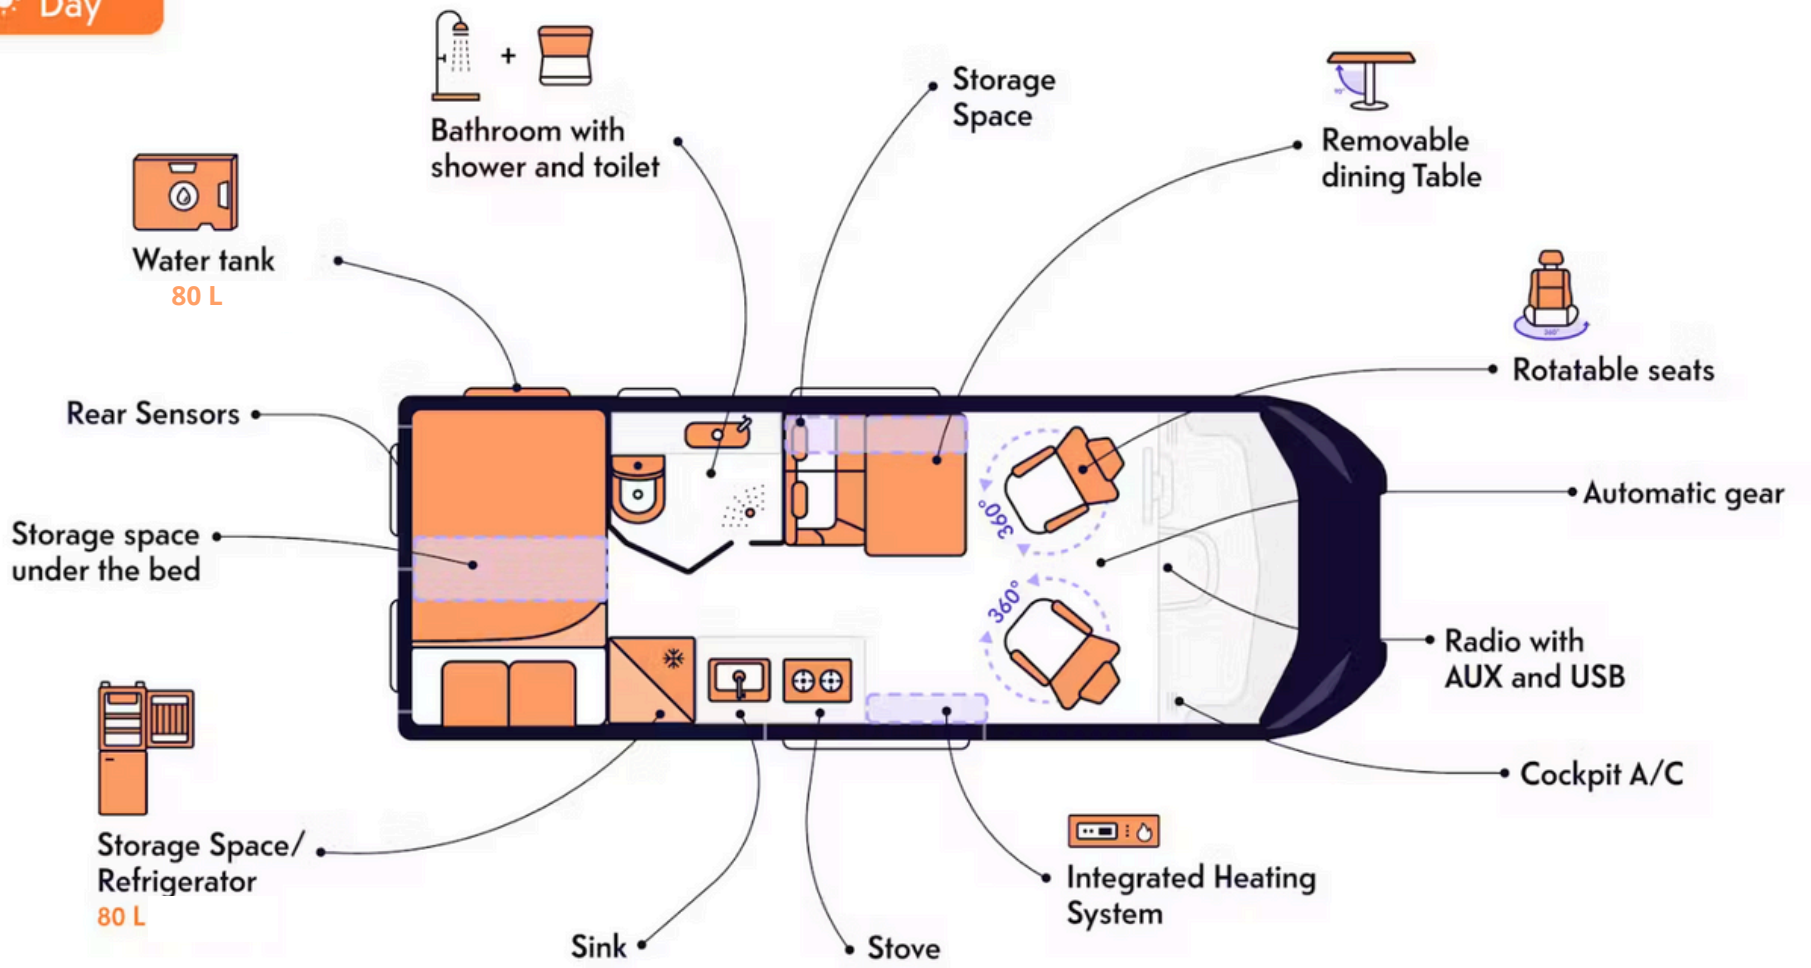 Day
+
Bathroom with
shower and toilet
Storage
Space
90°
Removable
dining Table
Water tank
80 L
360°
Rotatable seats
Rear Sensors
Automatic gear
360°
Storage space
under the bed
360°
Radio with
AUX and USB
Cockpit A/C
Storage Space/
Refrigerator
80 L
Integrated Heating
System
Sink
Stove